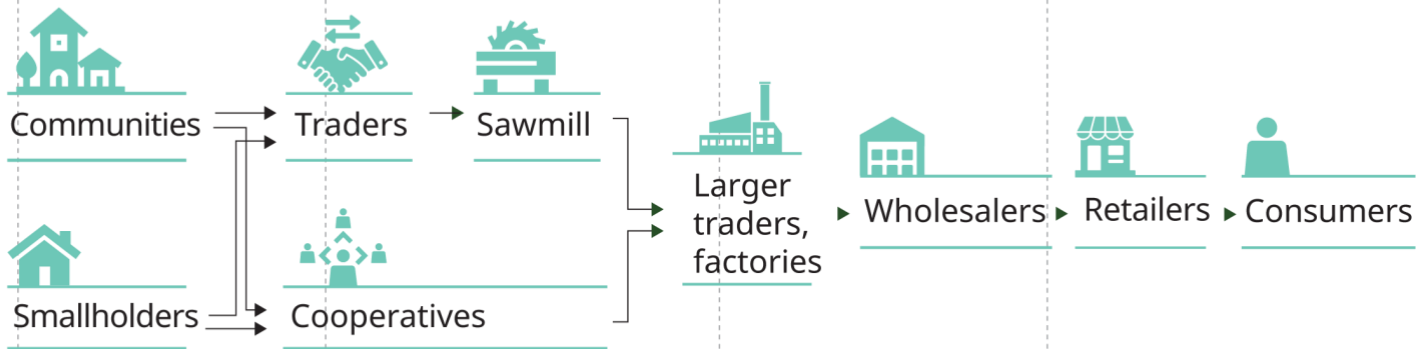 Communities
Traders
Sawmill
Smallholders
Cooperatives
Larger
traders,
factories
Wholesalers
Retailers
Consumers